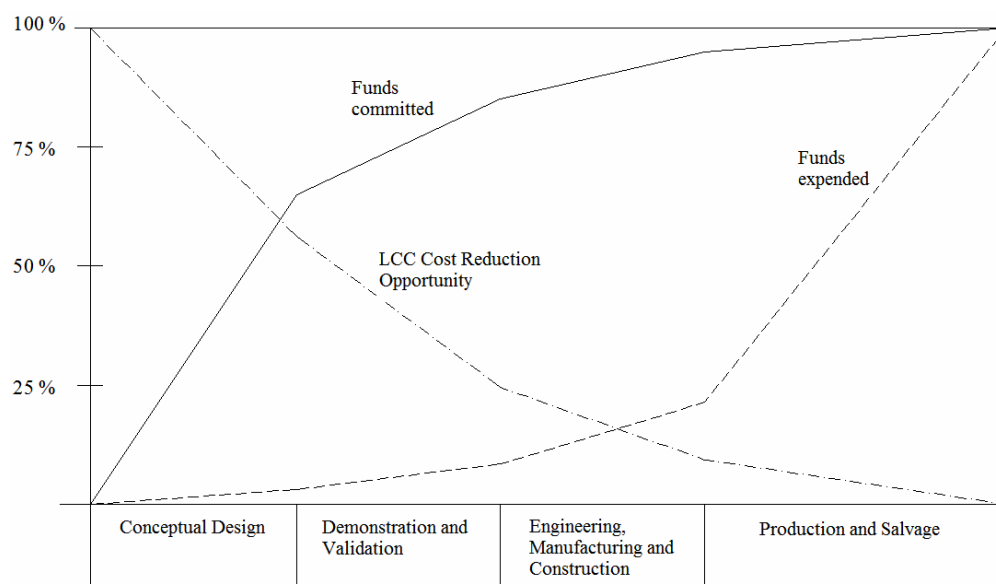 100 %
Funds
committed
75 %
Funds
expended
LCC Cost Reduction
Opportunity
50 %
25 %
Conceptual Design
Demonstration and
Validation
Engineering,
Manufacturing and
Construction
Production and Salvage